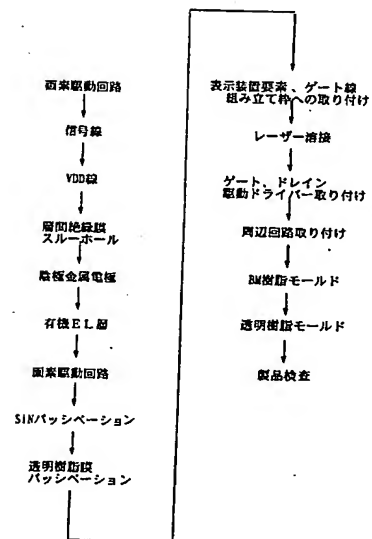 画素駆動回路
信号線
VDD線
層間絶縁膜
スルーホール
陰極金属電極
有機EL層
画素駆動回路
SiNパッシベーション
透明樹脂膜
パッシベーション
表示装置要素、ゲート線
組み立て枠への取り付け
レーザー溶接
ゲート、ドレイン
駆動ドライバー取り付け
周辺回路取り付け
BM樹脂モールド
透明樹脂モールド
製品検査